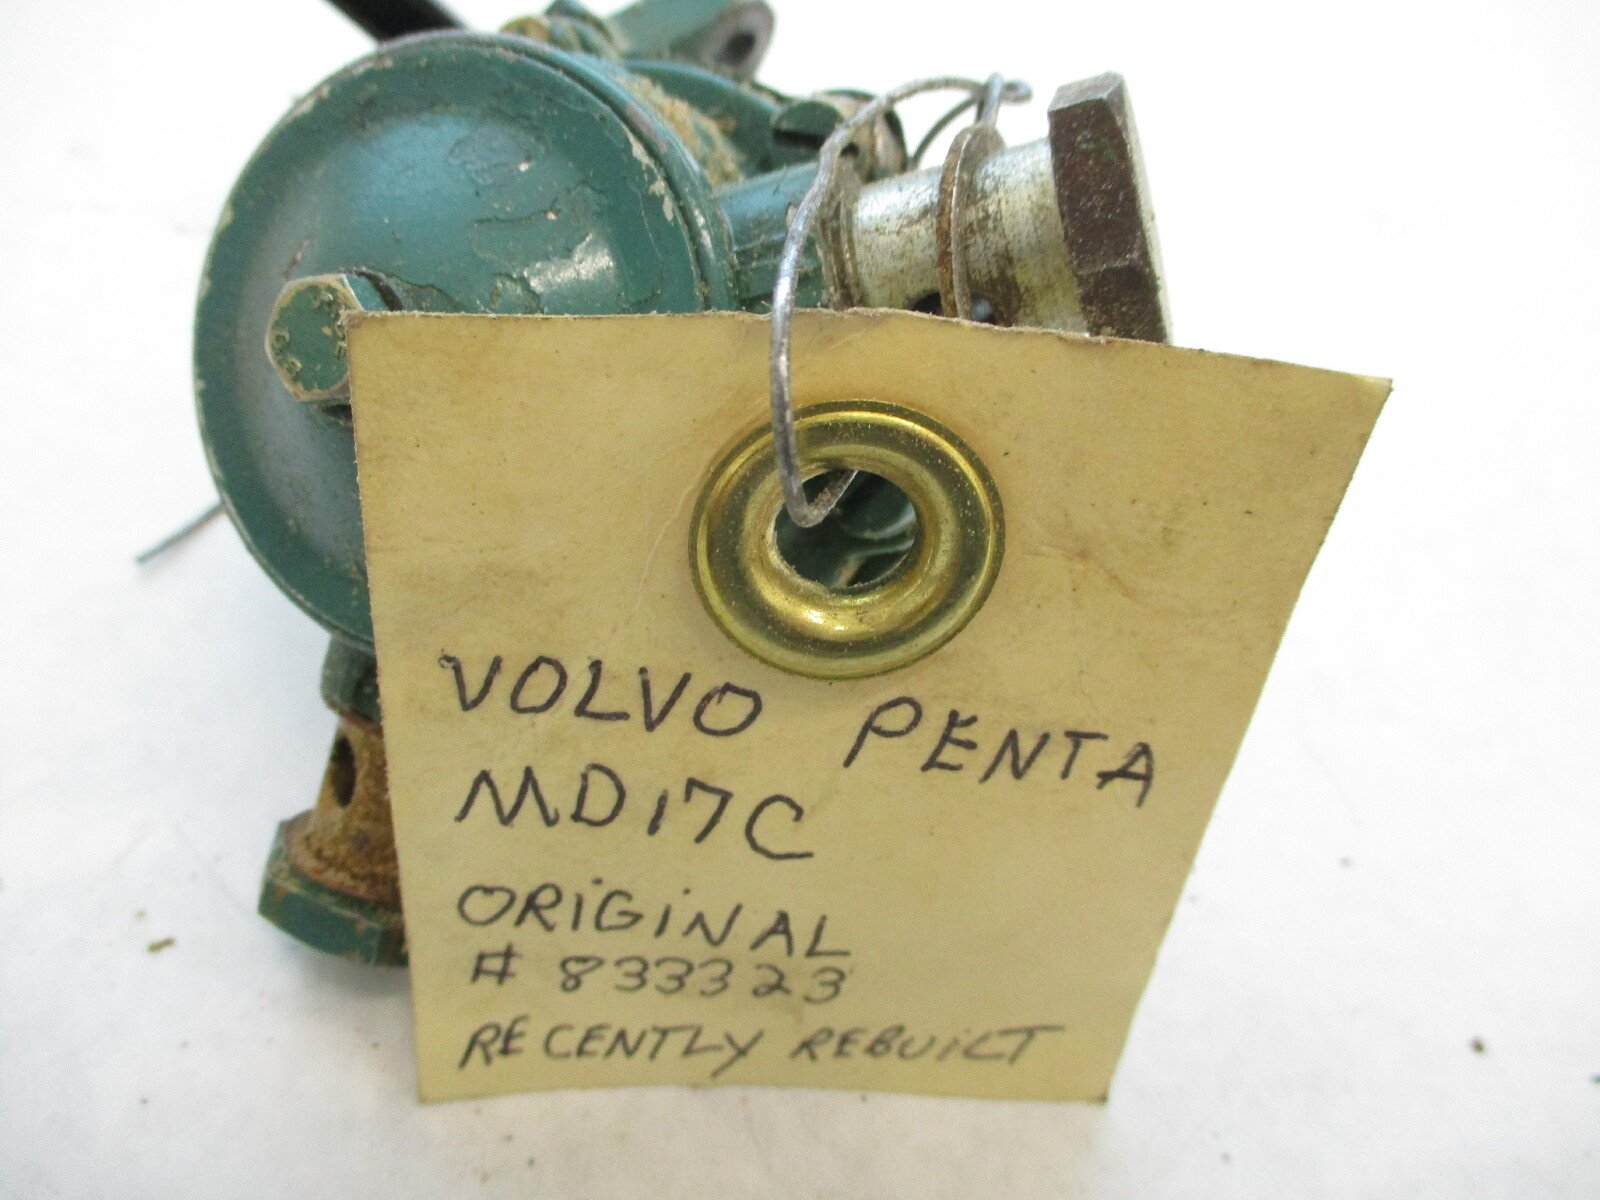 VOLVO PENTA
MD17C
ORiGiNAL
# 833323
RECENTLY REBUiLT